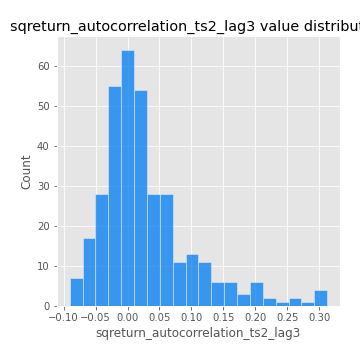 sqreturn_autocorrelation_ts2_lag3 value distribut
60
50
40
30
20
10
0
Count
−0.10 −0.05 0.00 0.05 0.10 0.15 0.20 0.25 0.30
sqreturn_autocorrelation_ts2_lag3